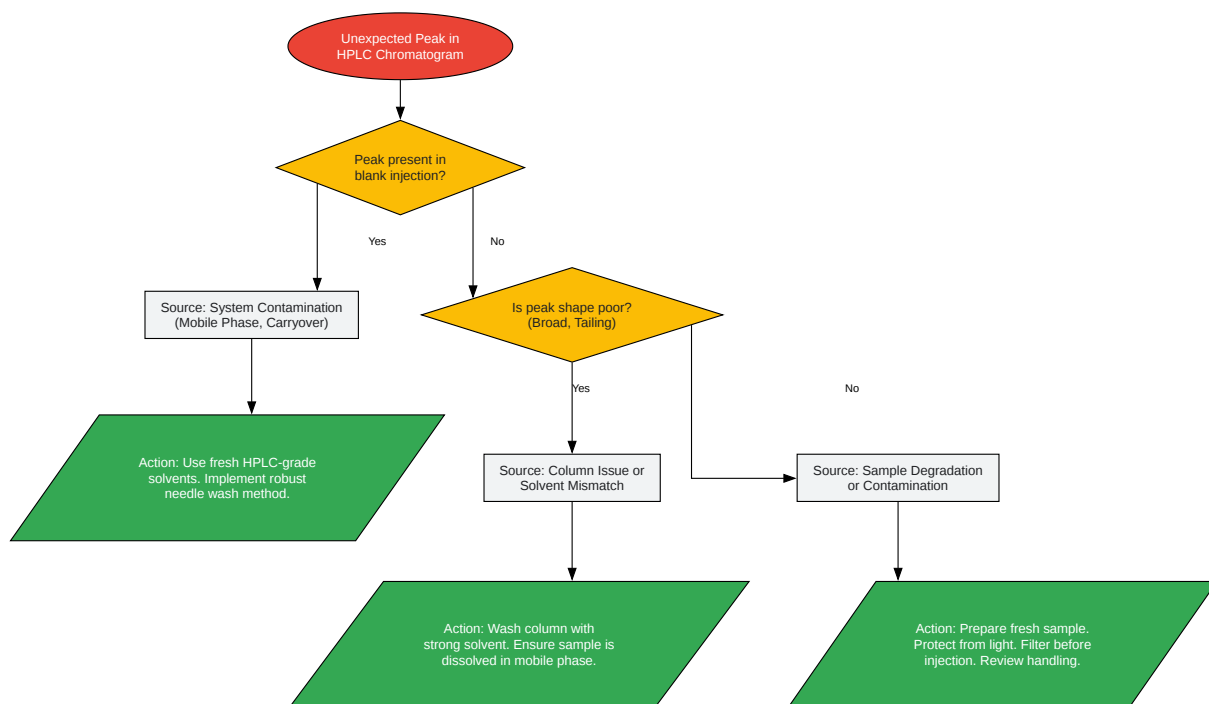 Unexpected Peak in
HPLC Chromatogram
Peak present in
blank injection?
Yes
No
Source: System Contamination
(Mobile Phase, Carryover)
Is peak shape poor?
(Broad, Tailing)
Yes
No
Action: Use fresh HPLC-grade
solvents. Implement robust
needle wash method.
Source: Column Issue or
Solvent Mismatch
Source: Sample Degradation
or Contamination
Action: Wash column with
strong solvent. Ensure sample is
dissolved in mobile phase.
Action: Prepare fresh sample.
Protect from light. Filter before
injection. Review handling.